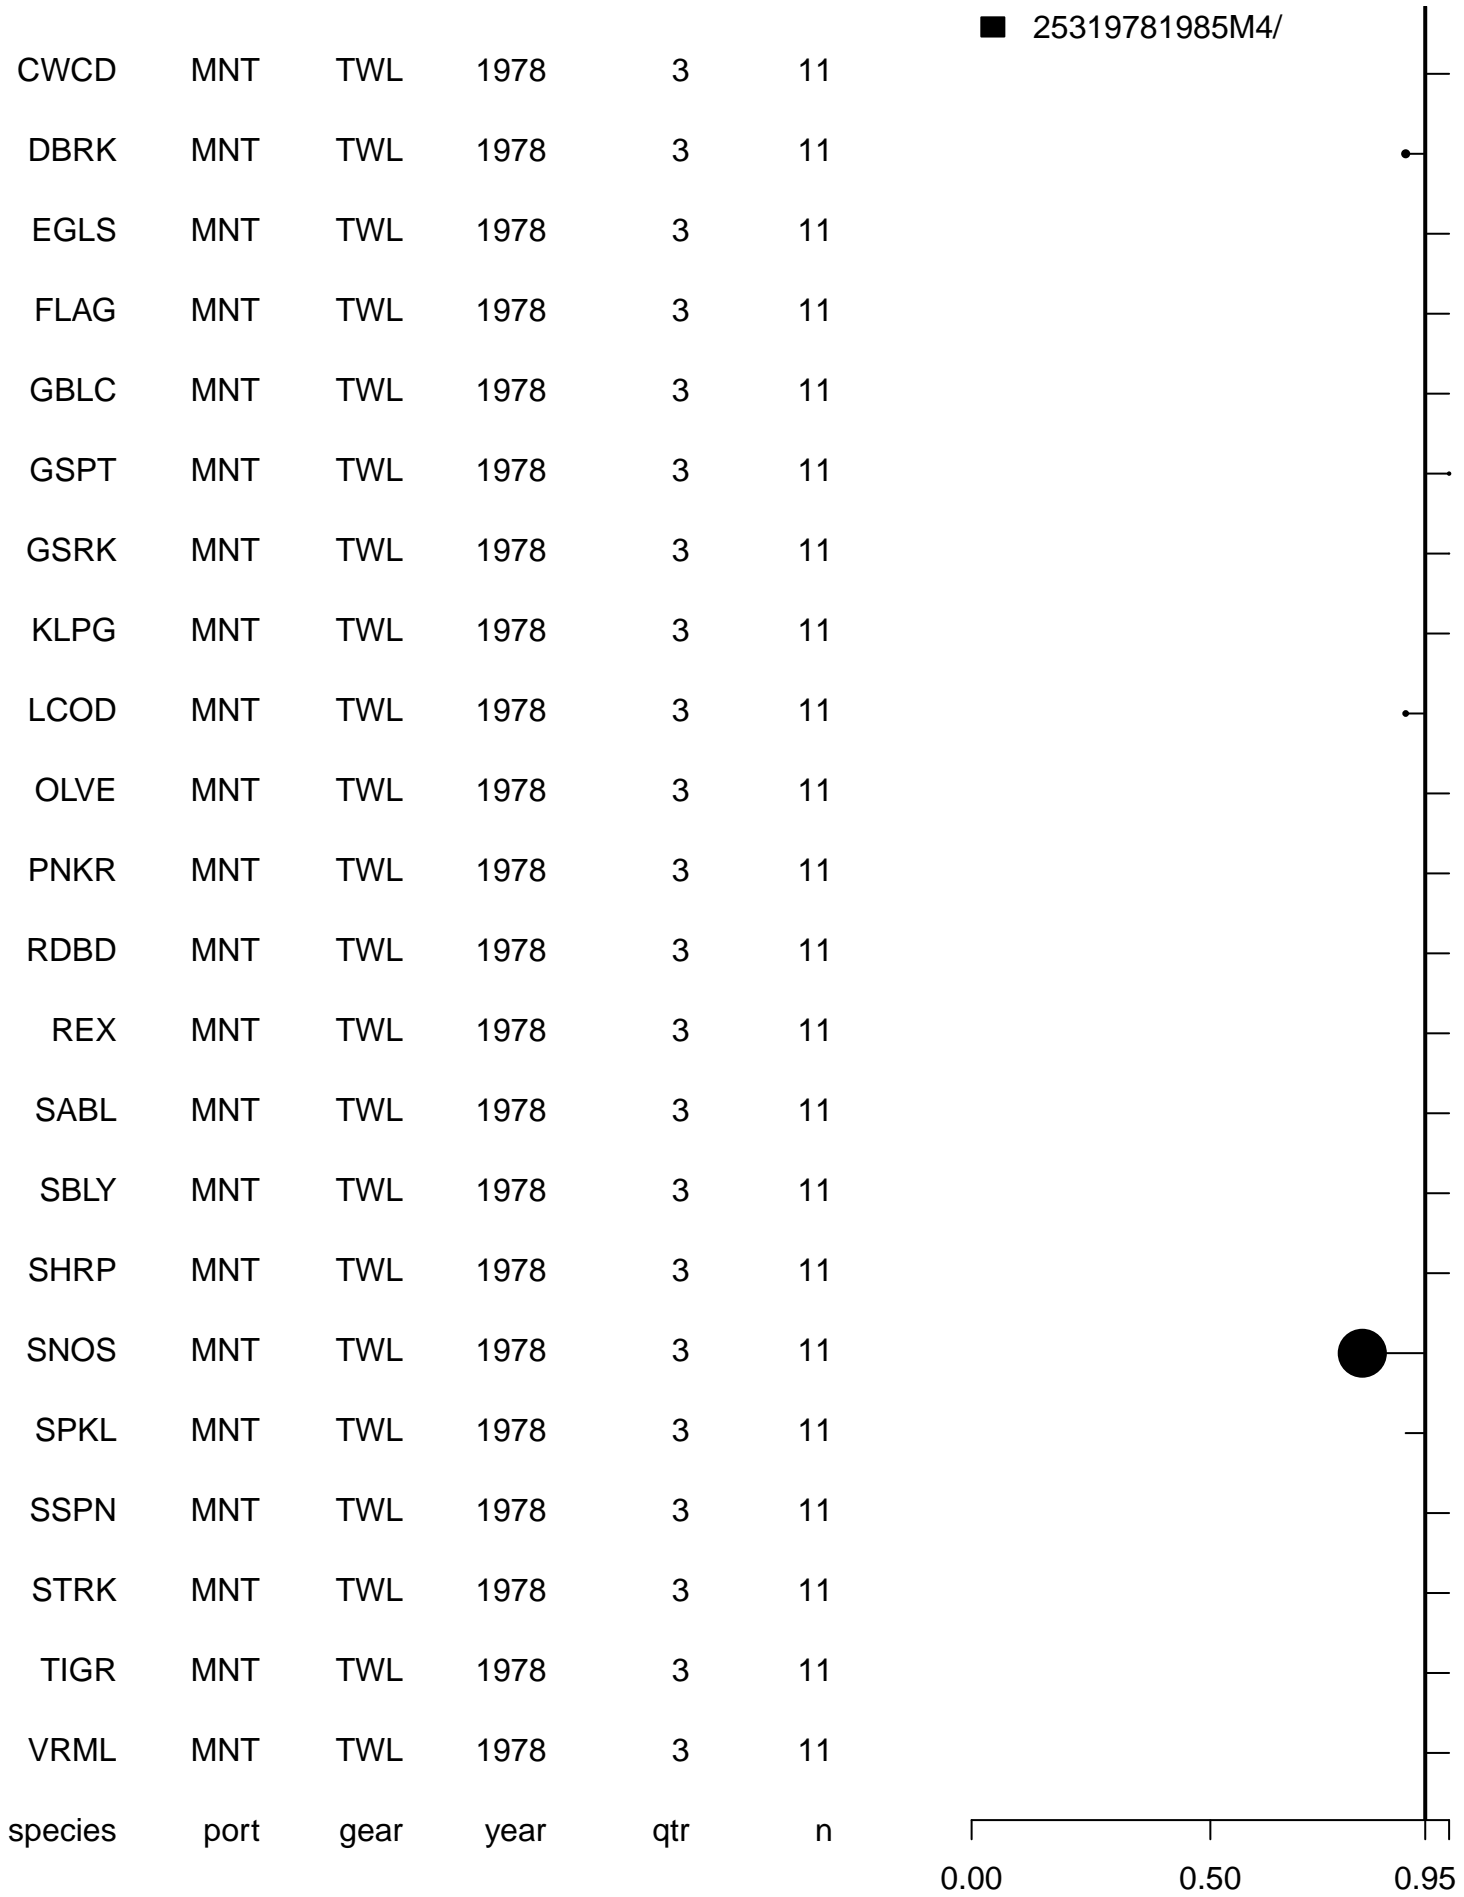 25319781985M4/
CWCD MNT TWL 1978 3 11
DBRK MNT TWL 1978 3 11
EGLS MNT TWL 1978 3 11
FLAG MNT TWL 1978 3 11
GBLC MNT TWL 1978 3 11
GSPT MNT TWL 1978 3 11
GSRK MNT TWL 1978 3 11
KLPG MNT TWL 1978 3 11
LCOD MNT TWL 1978 3 11
OLVE MNT TWL 1978 3 11
PNKR MNT TWL 1978 3 11
RDBD MNT TWL 1978 3 11
REX MNT TWL 1978 3 11
SABL MNT TWL 1978 3 11
SBLY MNT TWL 1978 3 11
SHRP MNT TWL 1978 3 11
SNOS MNT TWL 1978 3 11
SPKL MNT TWL 1978 3 11
SSPN MNT TWL 1978 3 11
STRK MNT TWL 1978 3 11
TIGR MNT TWL 1978 3 11
VRML MNT TWL 1978 3 11
species port gear year qtr n
0.00 0.50 0.95